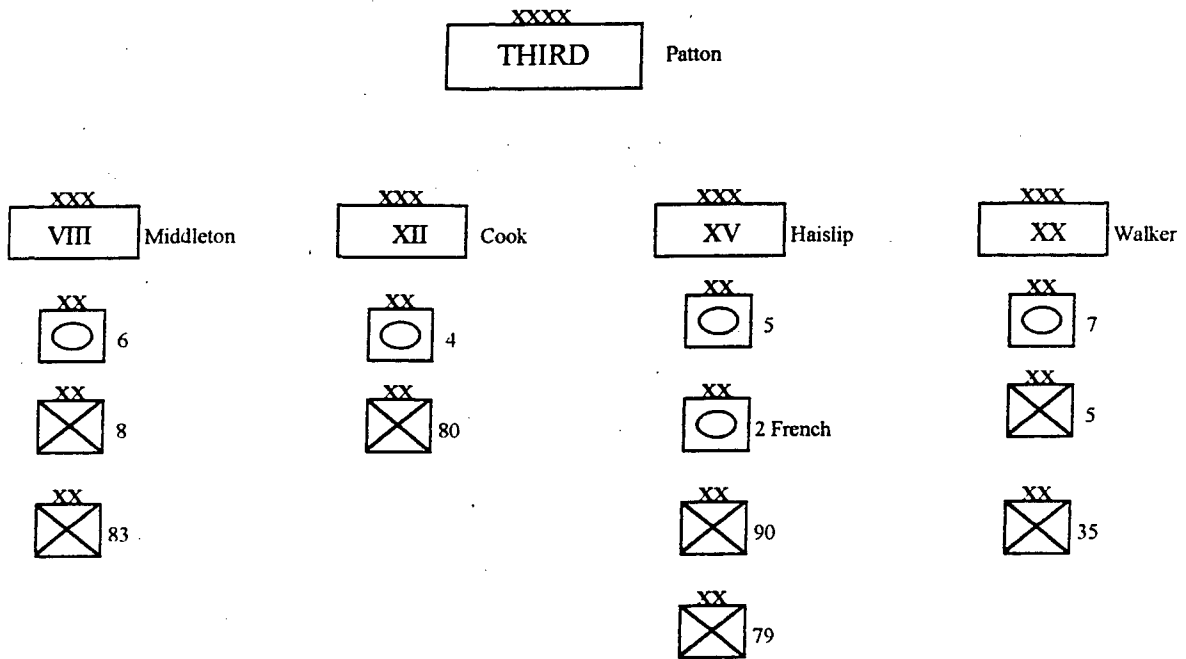 XXXX
THIRD Patton
XXX XXX XXX XXX
VIII Middleton XII Cook XV Haislip XX Walker
XX XX XX XX
6 4 5 7
XX XX XX XX
8 80 2 French 5
XX XX XX
83 90 35
XX
79